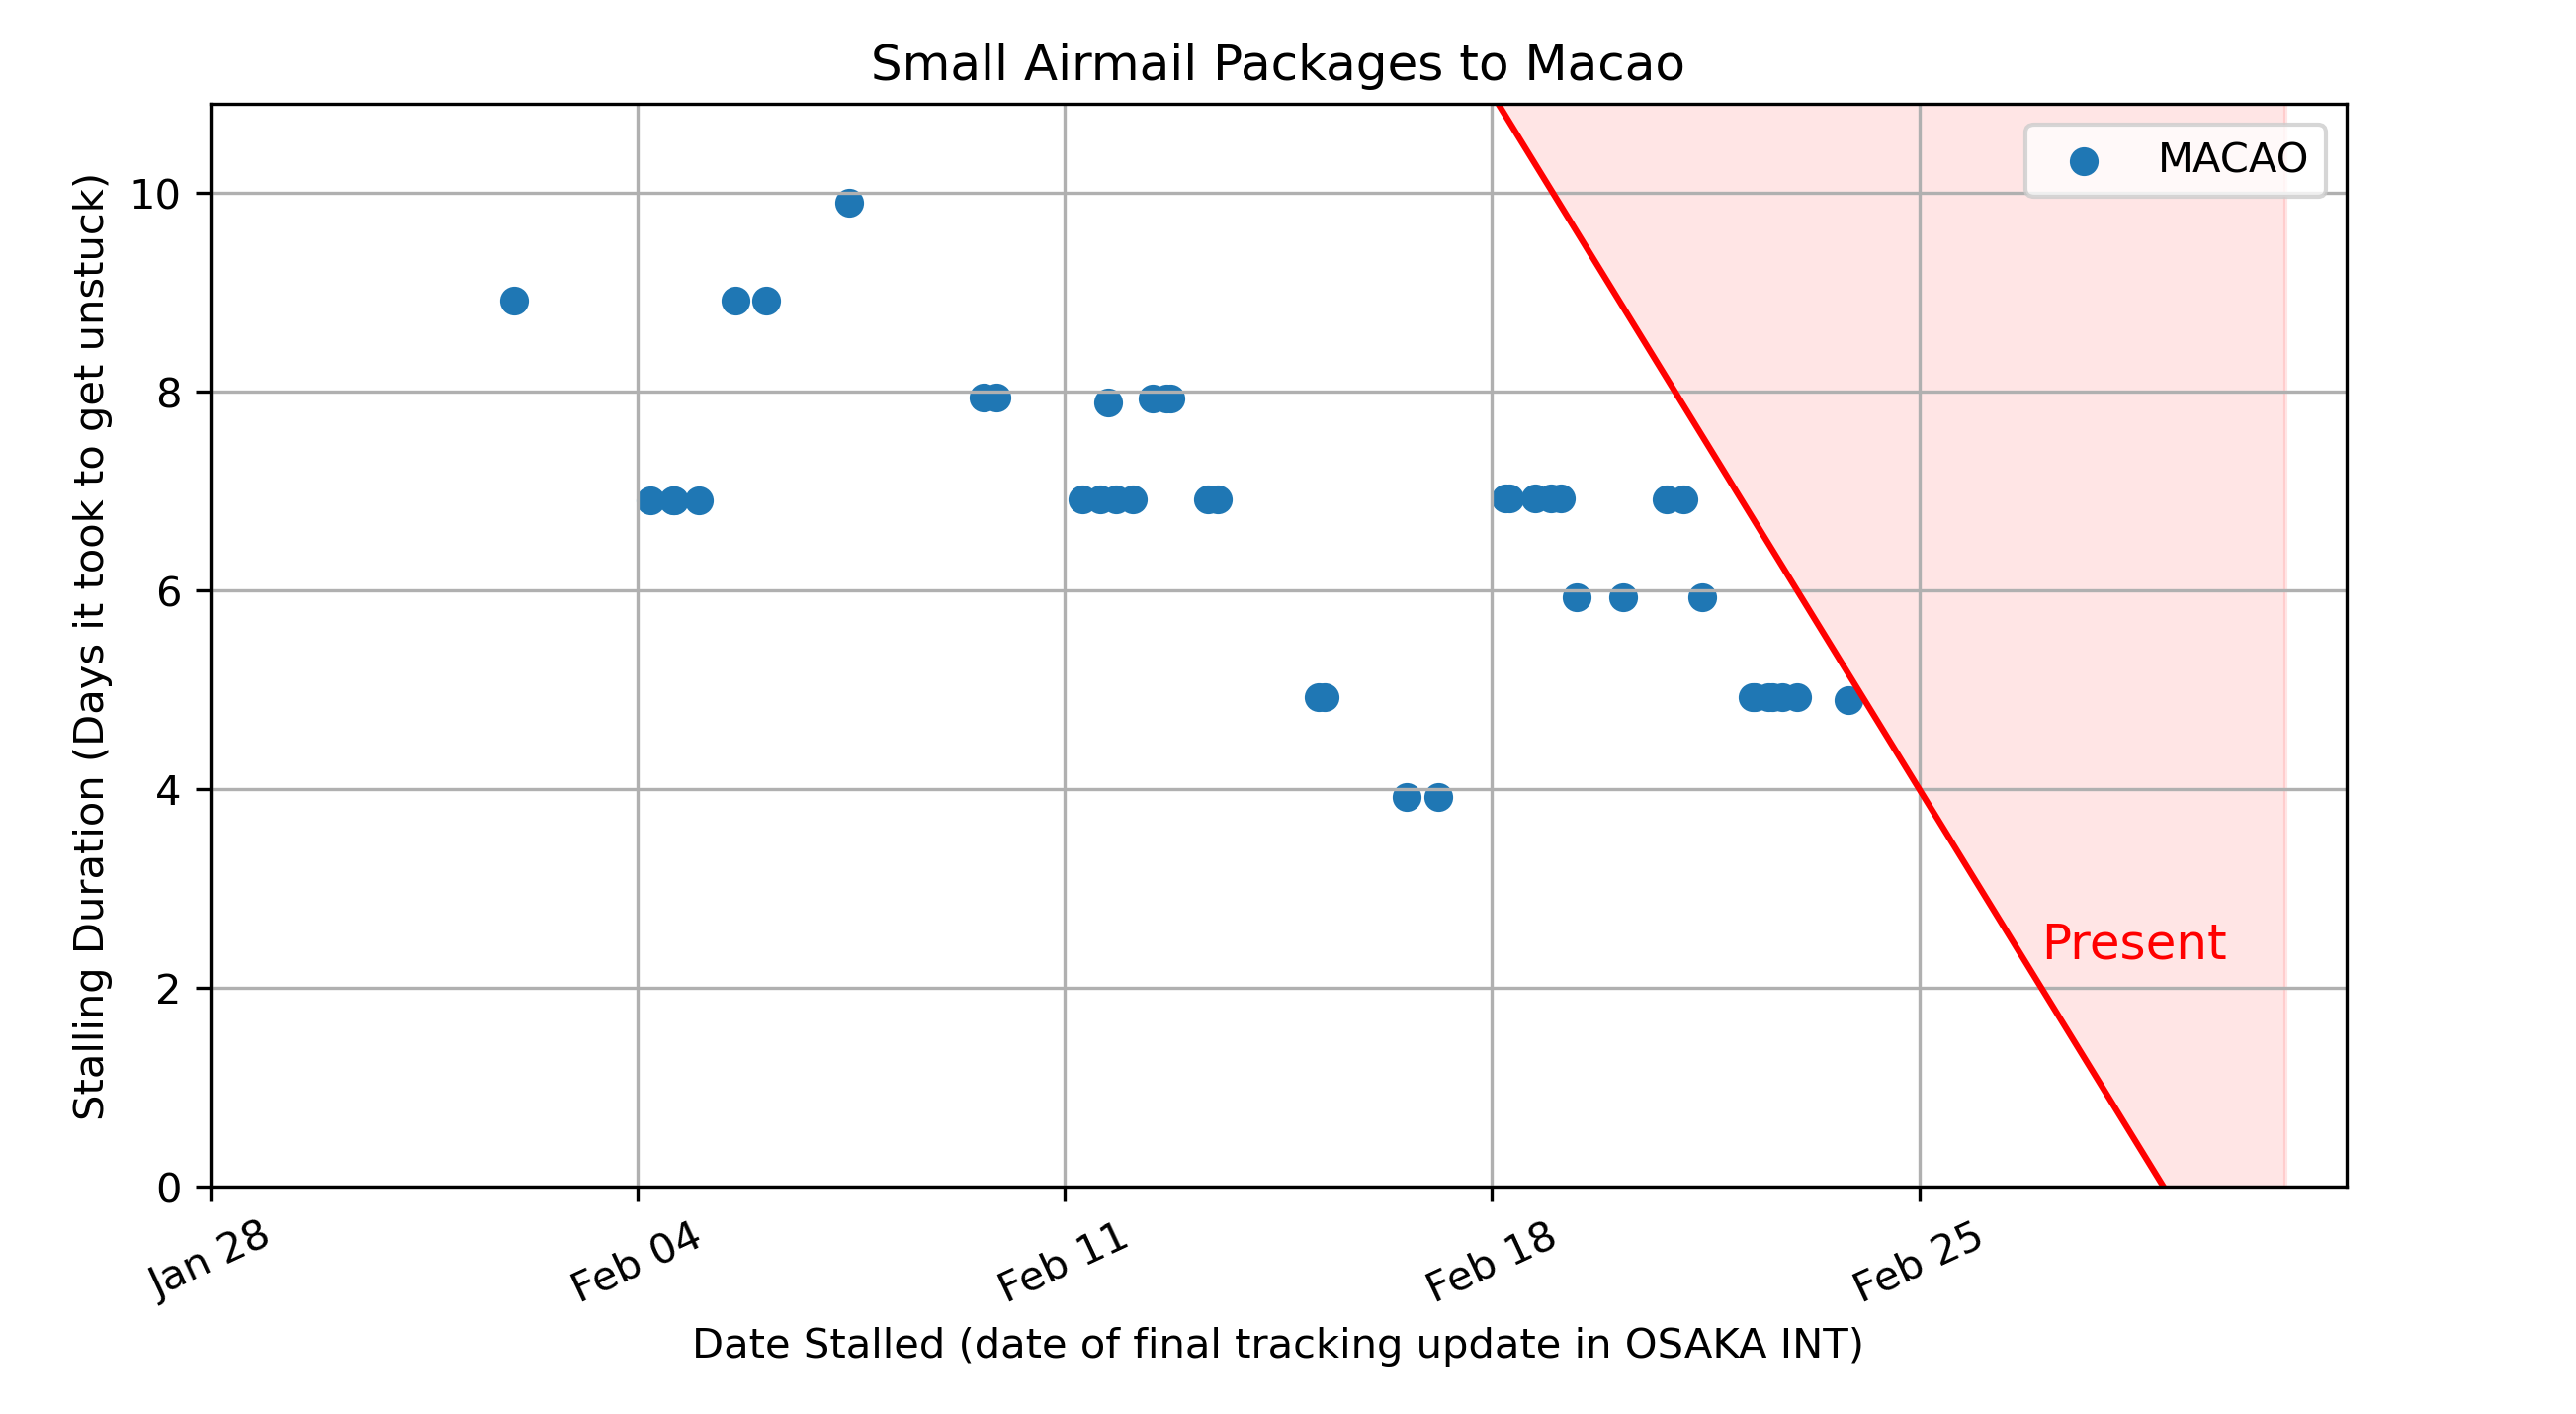 Small Airmail Packages to Macao
MACAO
Stalling Duration (Days it took to get unstuck)
10
8
6
4
2
0
Present
Jan 28
Feb 04
Feb 11
Feb 18
Feb 25
Date Stalled (date of final tracking update in OSAKA INT)